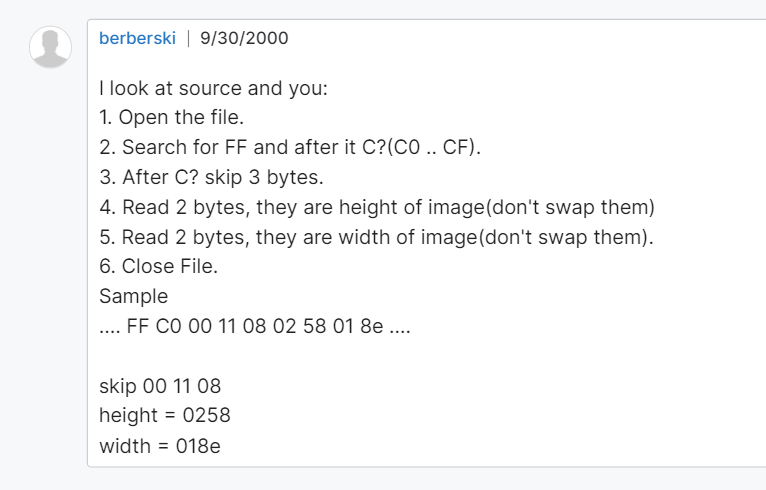 berberski | 9/30/2000
I look at source and you:
1. Open the file.
2. Search for FF and after it C?(C0 .. CF).
3. After C? skip 3 bytes.
4. Read 2 bytes, they are height of image(don't swap them)
5. Read 2 bytes, they are width of image(don't swap them).
6. Close File.
Sample
.... FF C0 00 11 08 02 58 01 8e ....
skip 00 11 08
height = 0258
width = 018e